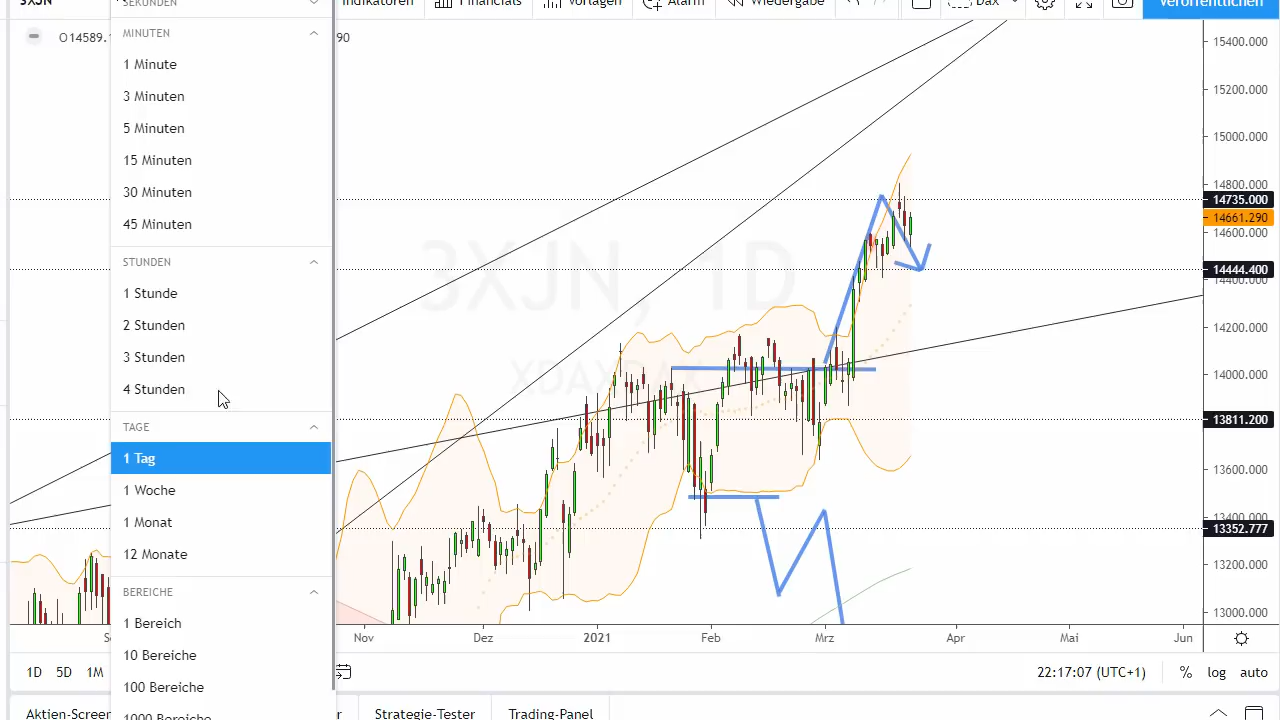 3XJN
SEKUNDEN
Indikatoren
Financials
Vorlagen
Alarm
Wiedergabe
Dax
Veröffentlichen
O14589.
90
MINUTEN
1 Minute
3 Minuten
5 Minuten
15 Minuten
30 Minuten
45 Minuten
STUNDEN
1 Stunde
2 Stunden
3 Stunden
4 Stunden
TAGE
1 Tag
1 Woche
1 Monat
12 Monate
BEREICHE
1 Bereich
10 Bereiche
100 Bereiche
1000 Bereiche
3XJN, 1D
15400.000
15200.000
15000.000
14800.000
14735.000
14661.290
14600.000
14444.400
14400.000
14200.000
14000.000
13811.200
13600.000
13400.000
13352.777
13200.000
13000.000
Nov
Dez
2021
Feb
Mrz
Apr
Mai
Jun
1D
5D
1M
22:17:07 (UTC+1)
%
log
auto
Aktien-Screen
r
Strategie-Tester
Trading-Panel